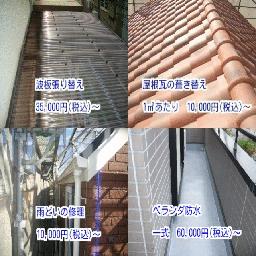 波板張り替え
35,000円(税込)～
屋根瓦の葺き替え
1㎡あたり 10,000円(税込)～
雨どいの修理
10,000円(税込)～
ベランダ防水
一式 60,000円(税込)～